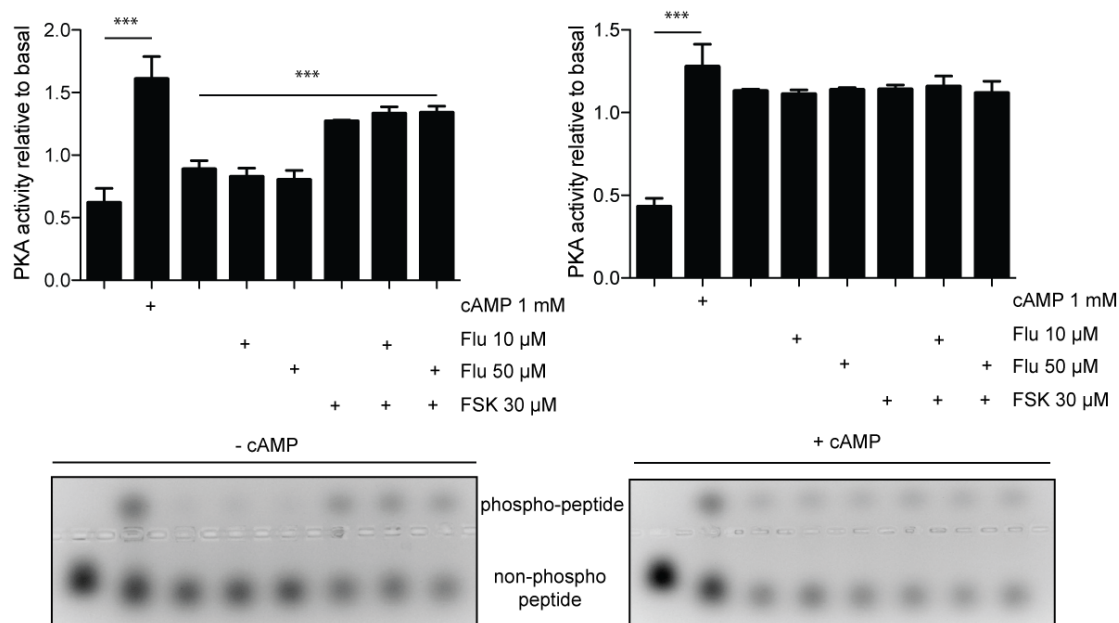 PKA activity relative to basal
2.0
1.5
1.0
0.5
0.0
***
***
+
+ +
+ +
+ + +
cAMP 1 mM
Flu 10 µM
Flu 50 µM
FSK 30 µM
- cAMP
PKA activity relative to basal
1.5
1.0
0.5
0.0
***
+
+ +
+ +
+ + +
cAMP 1 mM
Flu 10 µM
Flu 50 µM
FSK 30 µM
+ cAMP
phospho-peptide
non-phospho
peptide